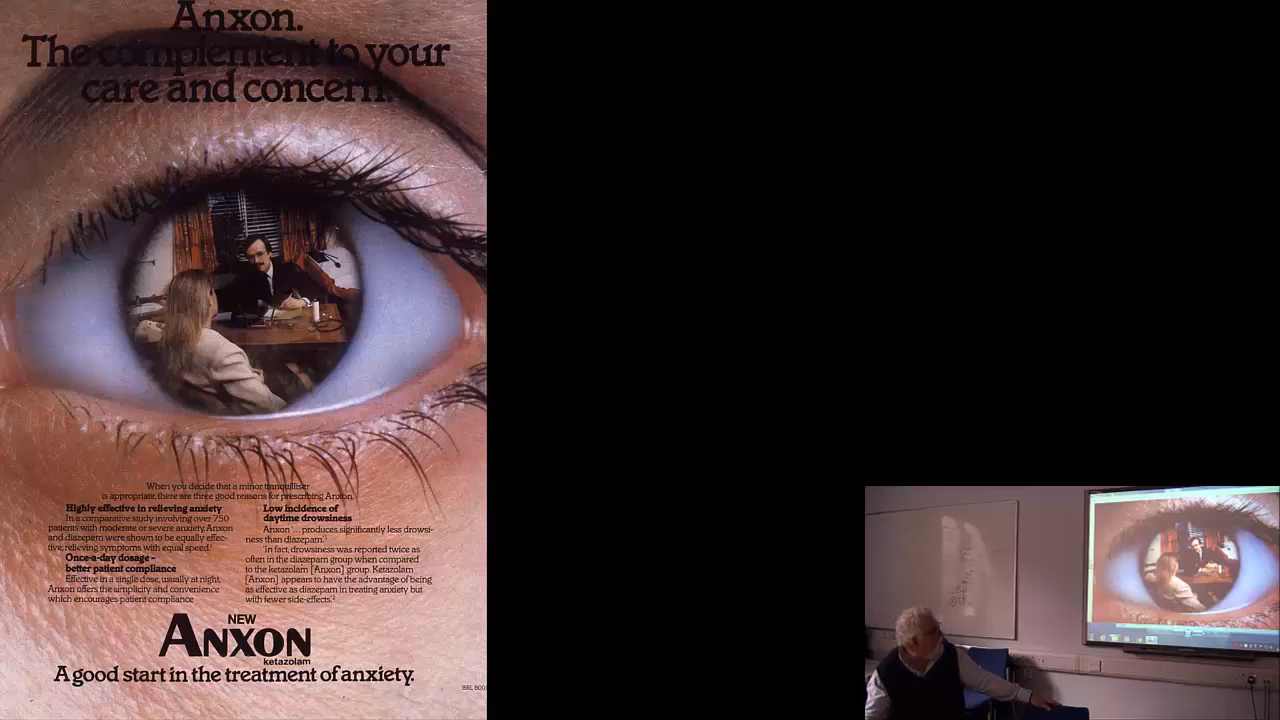 Anxon.
The complement to your
care and concern.
When you decide that a minor tranquilliser
is appropriate, there are three good reasons for prescribing Anxon.
Highly effective in relieving anxiety
In a comparative study involving over 750
patients with moderate or severe anxiety, Anxon
and diazepam were shown to be equally effec-
tive, relieving symptoms with equal speed.¹
Once-a-day dosage –
better patient compliance
Effective in a single dose, usually at night,
Anxon offers the simplicity and convenience
which encourages patient compliance
Low incidence of
daytime drowsiness
Anxon '... produces significantly less drowsi-
ness than diazepam.'¹
'In fact, drowsiness was reported twice as
often in the diazepam group when compared
to the ketazolam [Anxon] group. Ketazolam
[Anxon] appears to have the advantage of being
as effective as diazepam in treating anxiety but
with fewer side-effects.'²
NEW
ANXON
ketazolam
A good start in the treatment of anxiety.
BRL 800